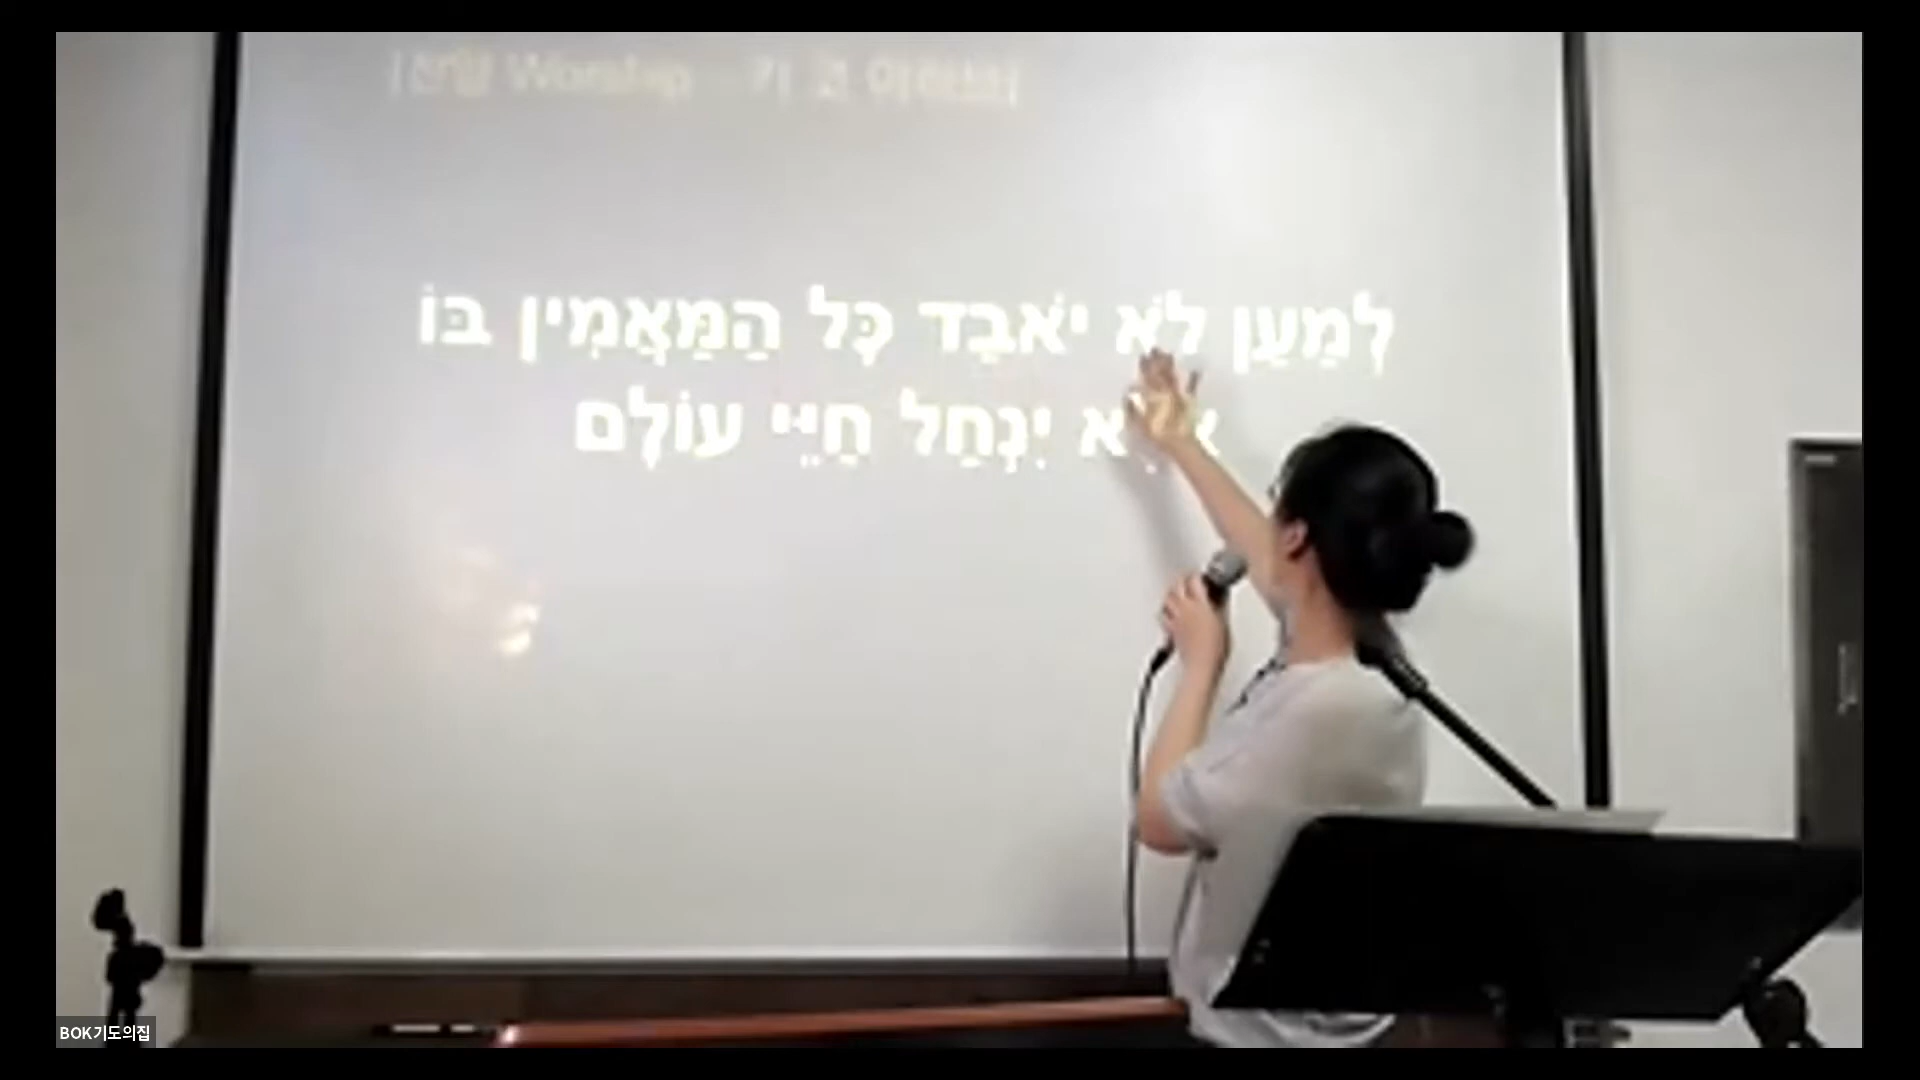 Worship
לְמַעַן לֹא יֹאבַד כָּל הַמַּאֲמִין בּוֹ
יִנְחַל חַיֵּי עוֹלָם
BOK기도의집